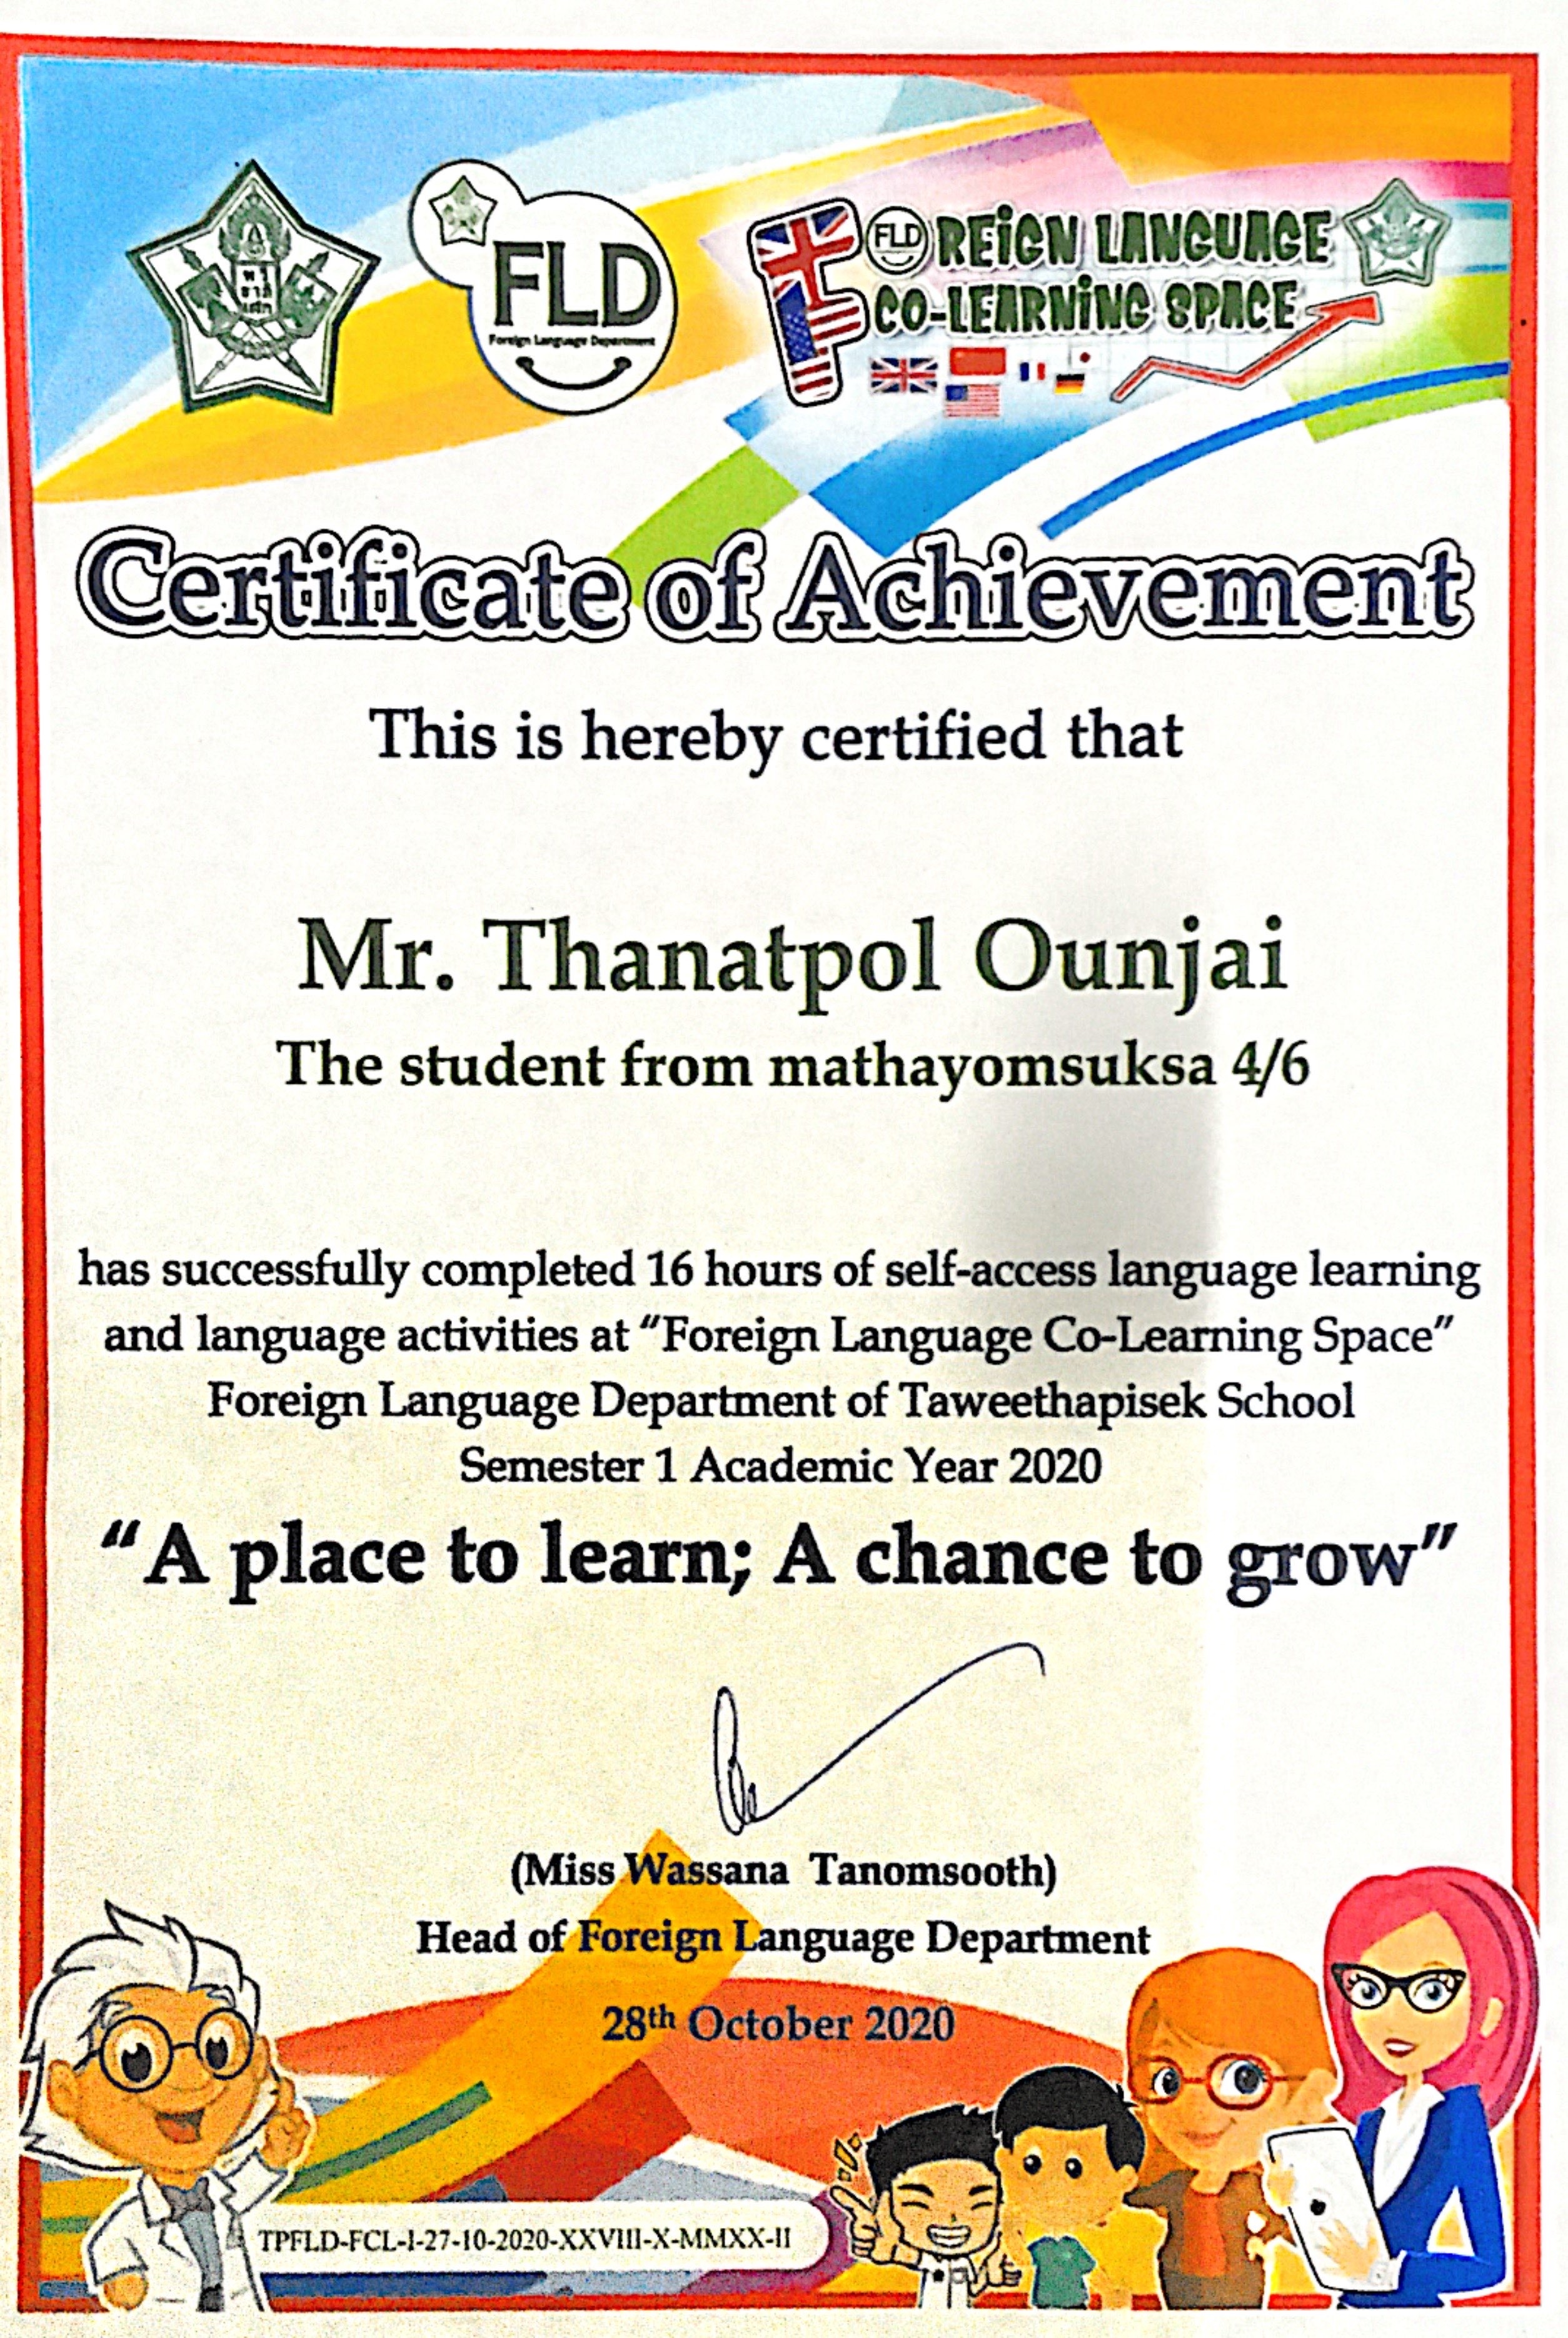 FLD
Foreign Language Department
FOREIGN LANGUAGE
FLD
CO-LEARNING SPACE
Certificate of Achievement
This is hereby certified that
Mr. Thanatpol Ounjai
The student from mathayomsuksa 4/6
has successfully completed 16 hours of self-access language learning
and language activities at "Foreign Language Co-Learning Space"
Foreign Language Department of Taweethapisek School
Semester 1 Academic Year 2020
"A place to learn; A chance to grow"
(Miss Wassana Tanomsooth)
Head of Foreign Language Department
28th October 2020
TPFLD-FCL-I-27-10-2020-XXVIII-X-MMXX-II